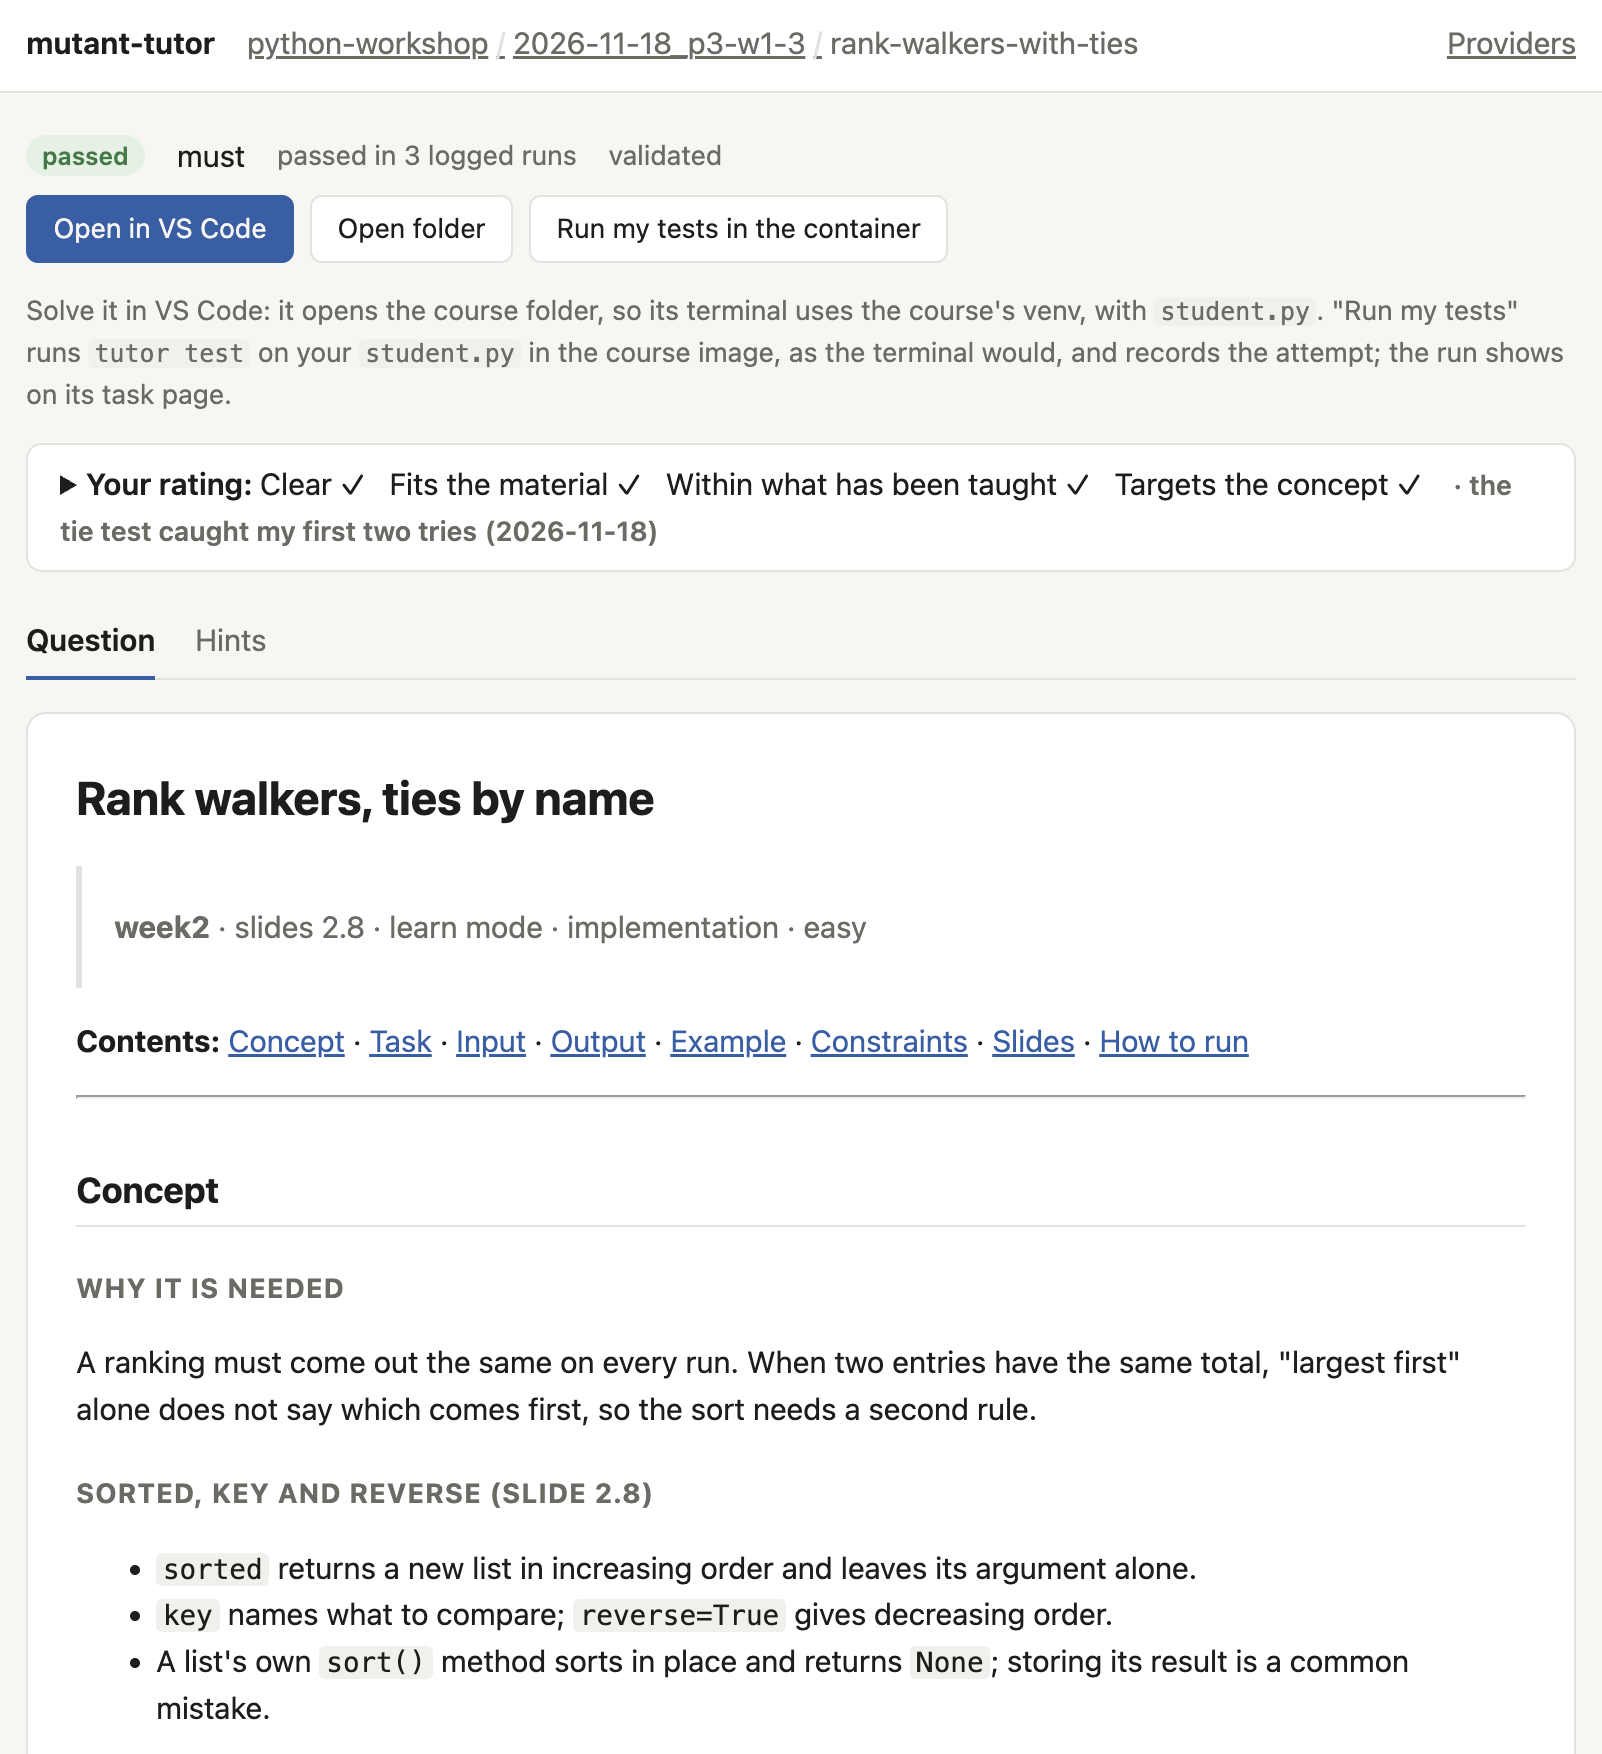 mutant-tutor python-workshop / 2026-11-18_p3-w1-3 / rank-walkers-with-ties Providers
passed must passed in 3 logged runs validated
Open in VS Code Open folder Run my tests in the container
Solve it in VS Code: it opens the course folder, so its terminal uses the course's venv, with student.py. "Run my tests"
runs tutor test on your student.py in the course image, as the terminal would, and records the attempt; the run shows
on its task page.
▶ Your rating: Clear ✓ Fits the material ✓ Within what has been taught ✓ Targets the concept ✓ · the
tie test caught my first two tries (2026-11-18)
Question Hints
Rank walkers, ties by name
week2 · slides 2.8 · learn mode · implementation · easy
Contents: Concept · Task · Input · Output · Example · Constraints · Slides · How to run
Concept
WHY IT IS NEEDED
A ranking must come out the same on every run. When two entries have the same total, "largest first"
alone does not say which comes first, so the sort needs a second rule.
SORTED, KEY AND REVERSE (SLIDE 2.8)
• sorted returns a new list in increasing order and leaves its argument alone.
• key names what to compare; reverse=True gives decreasing order.
• A list's own sort() method sorts in place and returns None; storing its result is a common
mistake.